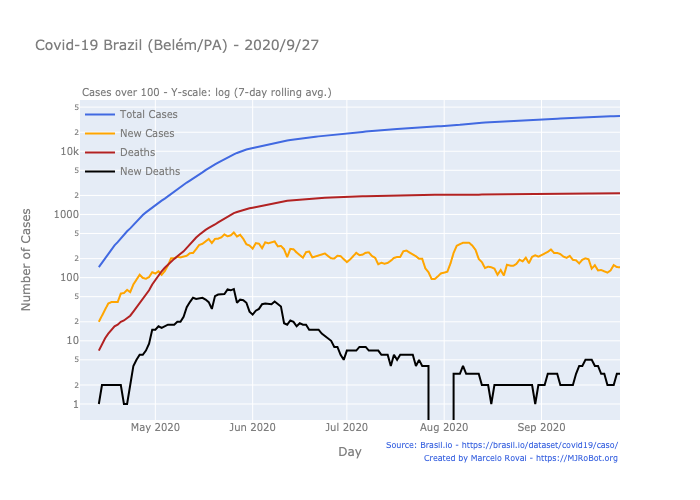 Covid-19 Brazil (Belém/PA) - 2020/9/27
Cases over 100 - Y-scale: log (7-day rolling avg.)
Total Cases
New Cases
Deaths
New Deaths
5
2
10k
5
2
1000
5
2
100
5
2
10
5
2
1
Number of Cases
May 2020
Jun 2020
Jul 2020
Aug 2020
Sep 2020
Day
Source: Brasil.io - https://brasil.io/dataset/covid19/caso/
Created by Marcelo Rovai - https://MJRoBot.org